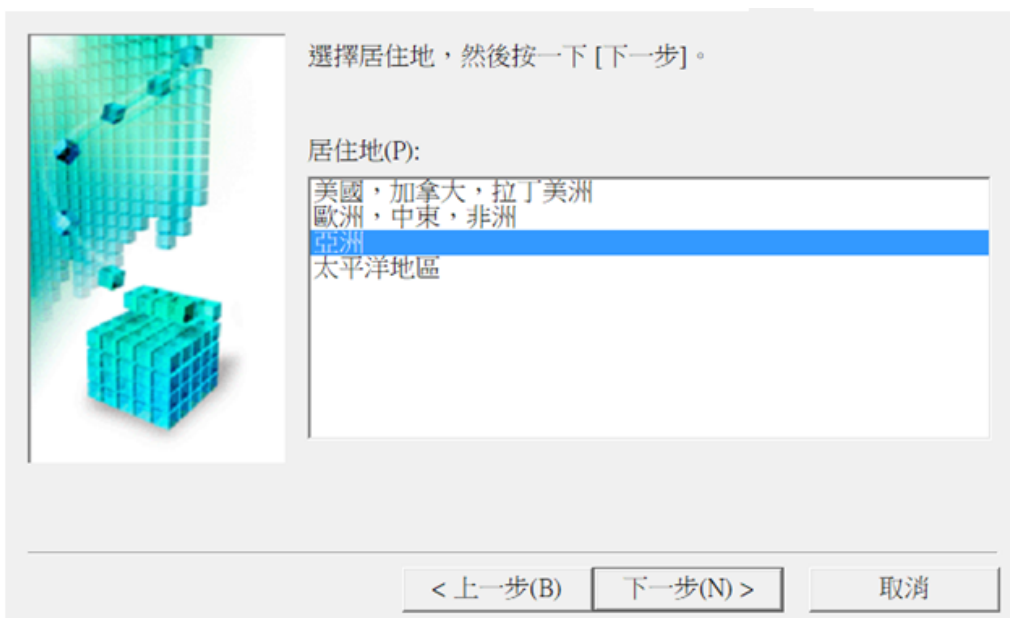 選擇居住地，然後按一下 [下一步]。
居住地(P):
美國，加拿大，拉丁美洲
歐洲，中東，非洲
亞洲
太平洋地區
< 上一步(B)
下一步(N) >
取消